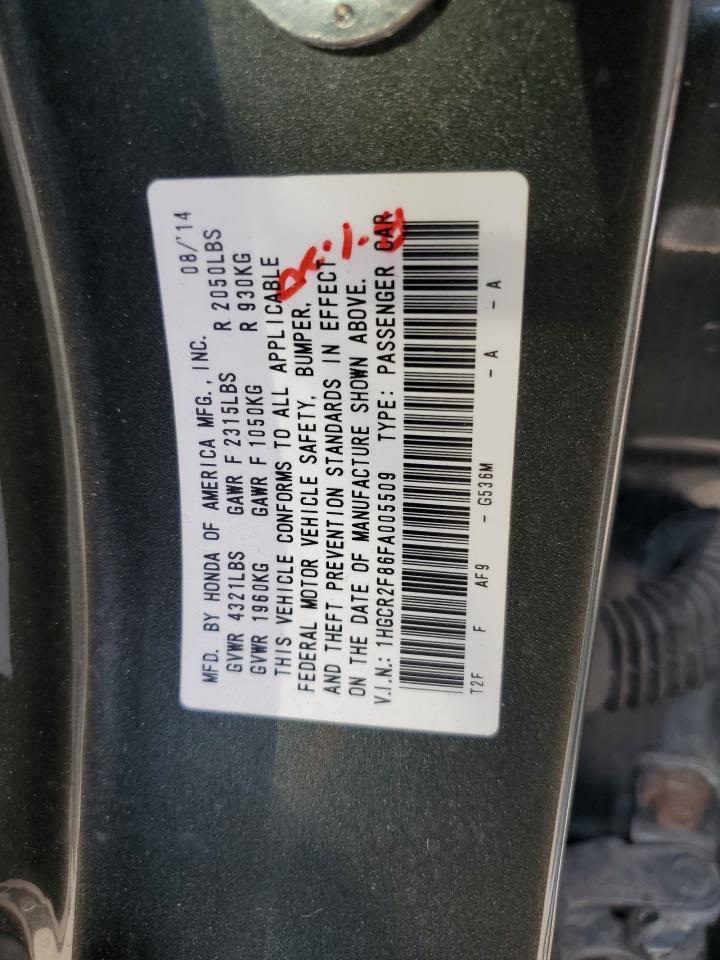 MFD. BY HONDA OF AMERICA MFG., INC. 08/'14
GVWR 4321LBS GAWR F 2315LBS R 2050LBS
GVWR 1960KG GAWR F 1050KG R 930KG
THIS VEHICLE CONFORMS TO ALL APPLICABLE
FEDERAL MOTOR VEHICLE SAFETY, BUMPER,
AND THEFT PREVENTION STANDARDS IN EFFECT
ON THE DATE OF MANUFACTURE SHOWN ABOVE.
V.I.N.: 1HGCR2F86FA005509 TYPE: PASSENGER CAR
T2F F AF9 - G536M - A - A